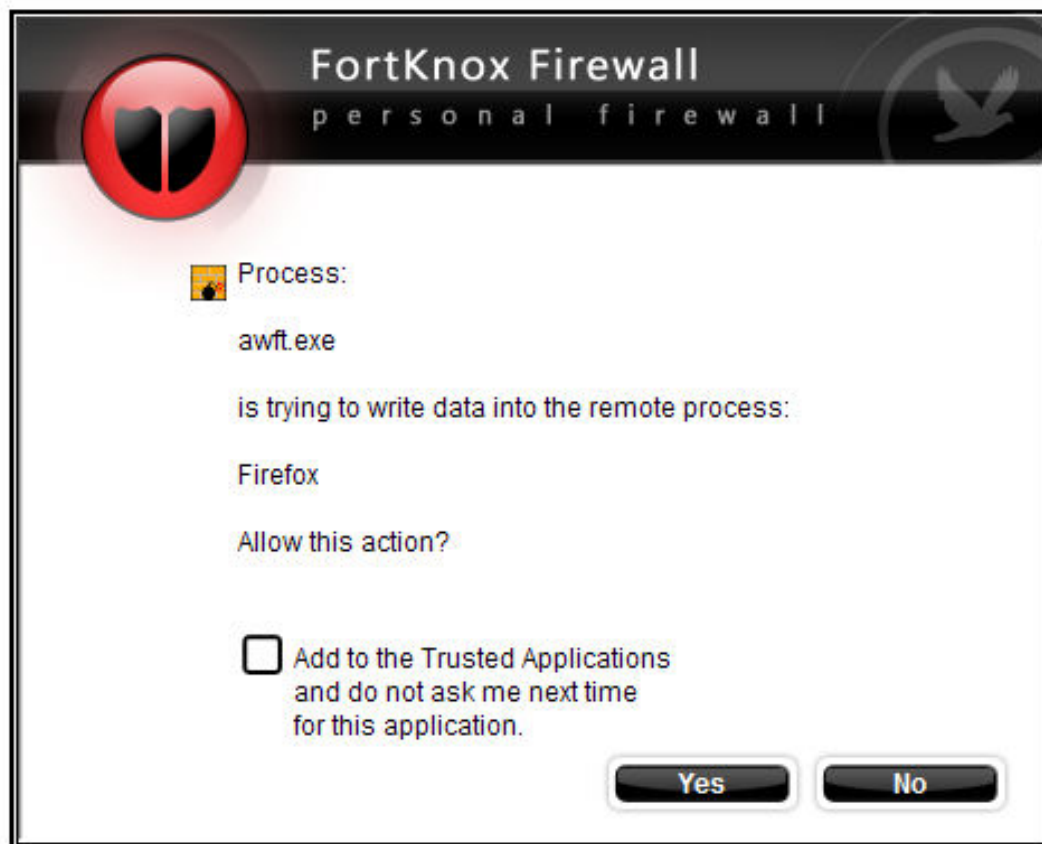 FortKnox Firewall
personal firewall
Process:
awft.exe
is trying to write data into the remote process:
Firefox
Allow this action?
Add to the Trusted Applications
and do not ask me next time
for this application.
Yes
No